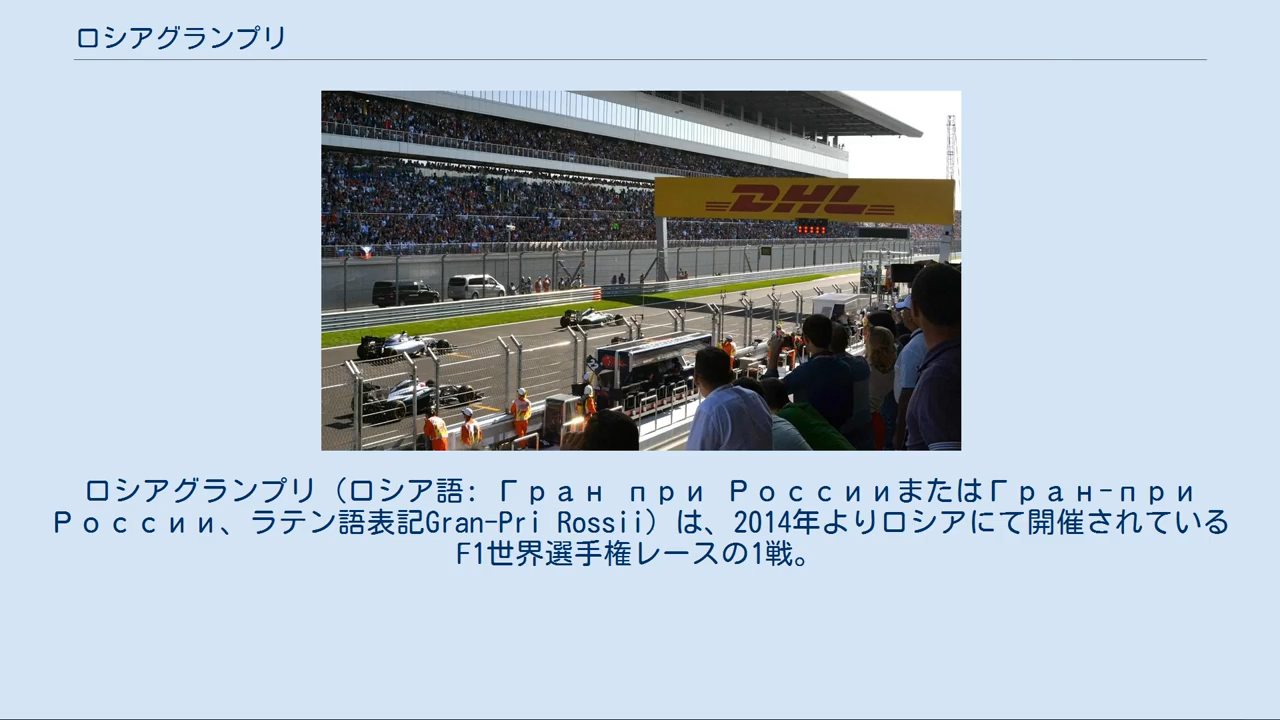 ロシアグランプリ
DHL
ロシアグランプリ（ロシア語: Гран при РоссииまたはГран-при
России、ラテン語表記Gran-Pri Rossii）は、2014年よりロシアにて開催されている
F1世界選手権レースの1戦。